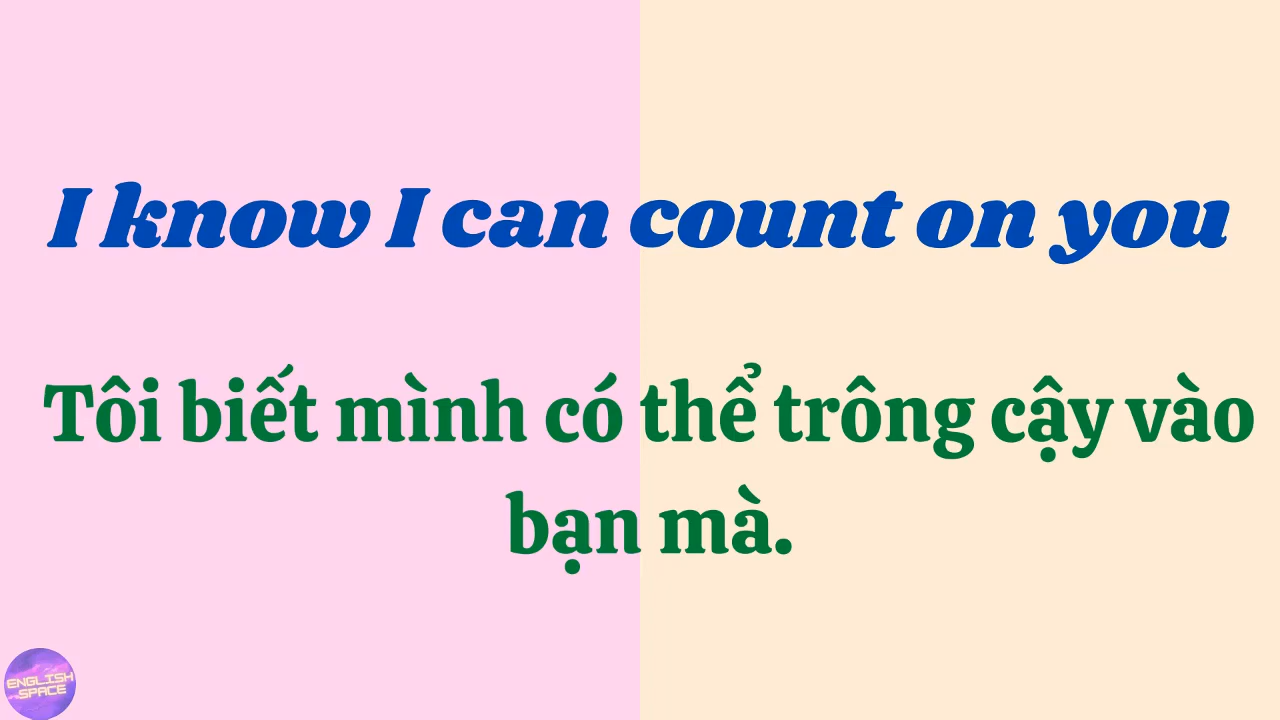 I know I can count on you
Tôi biết mình có thể trông cậy vào
bạn mà.
ENGLISH
SPACE